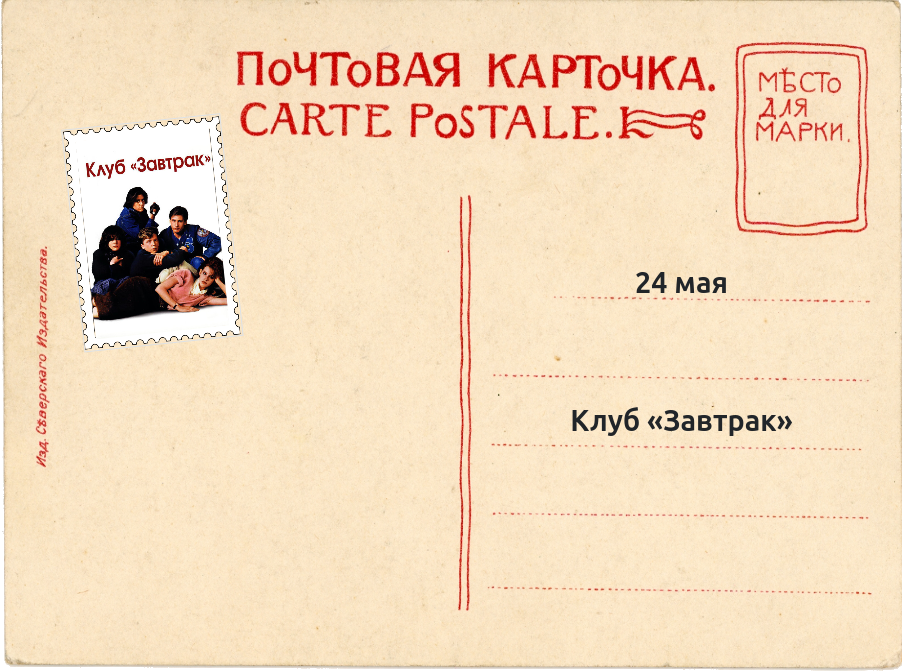 ПОЧТОВАЯ КАРТОЧКА.
CARTE POSTALE.
МѢСТО
ДЛЯ
МАРКИ.
Клуб «Завтрак»
24 мая
Клуб «Завтрак»
Изд. Сѣверскаго Издательства.